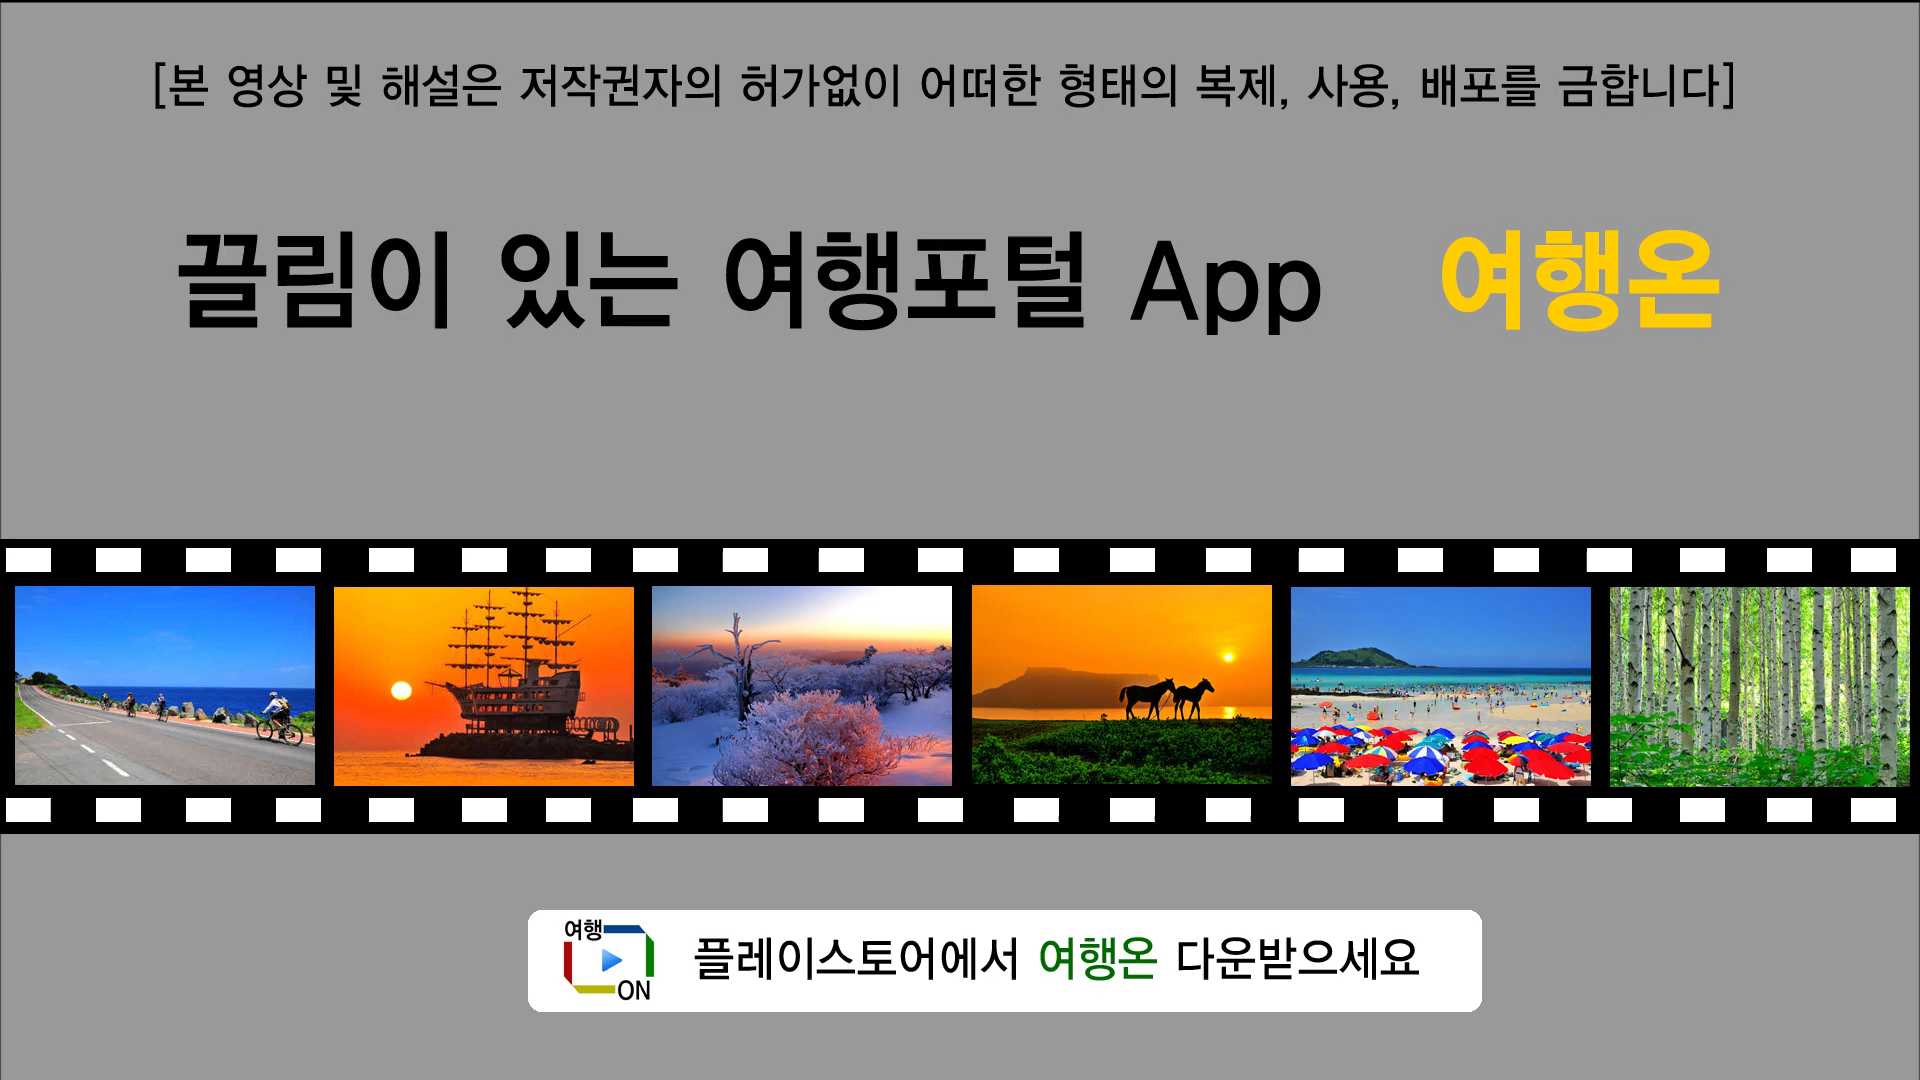 [본 영상 및 해설은 저작권자의 허가없이 어떠한 형태의 복제, 사용, 배포를 금합니다]
끌림이 있는 여행포털 App 여행온
여행
ON
플레이스토어에서 여행온 다운받으세요